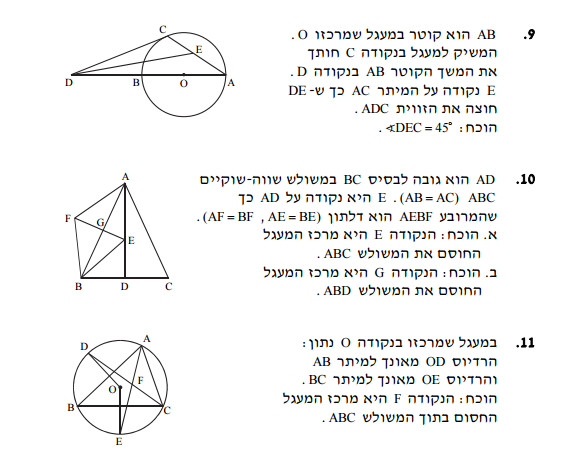 9. AB הוא קוטר במעגל שמרכזו O.
המשיק למעגל בנקודה C חותך
את המשך הקוטר AB בנקודה D.
E נקודה על המיתר AC כך ש-DE
חוצה את הזווית ADC.
הוכח: ∢DEC = 45°.
C
E
D
B
O
A
10. AD הוא גובה לבסיס BC במשולש שווה-שוקיים
ABC (AB = AC). E היא נקודה על AD כך
שהמרובע AEBF הוא דלתון (AF = BF, AE = BE).
א. הוכח: הנקודה E היא מרכז המעגל
החוסם את המשולש ABC.
ב. הוכח: הנקודה G היא מרכז המעגל
החוסם את המשולש ABD.
A
F
G
E
B
D
C
11. במעגל שמרכזו בנקודה O נתון:
הרדיוס OD מאונך למיתר AB
והרדיוס OE מאונך למיתר BC.
הוכח: הנקודה F היא מרכז המעגל
החסום בתוך המשולש ABC.
D
A
O
F
B
C
E